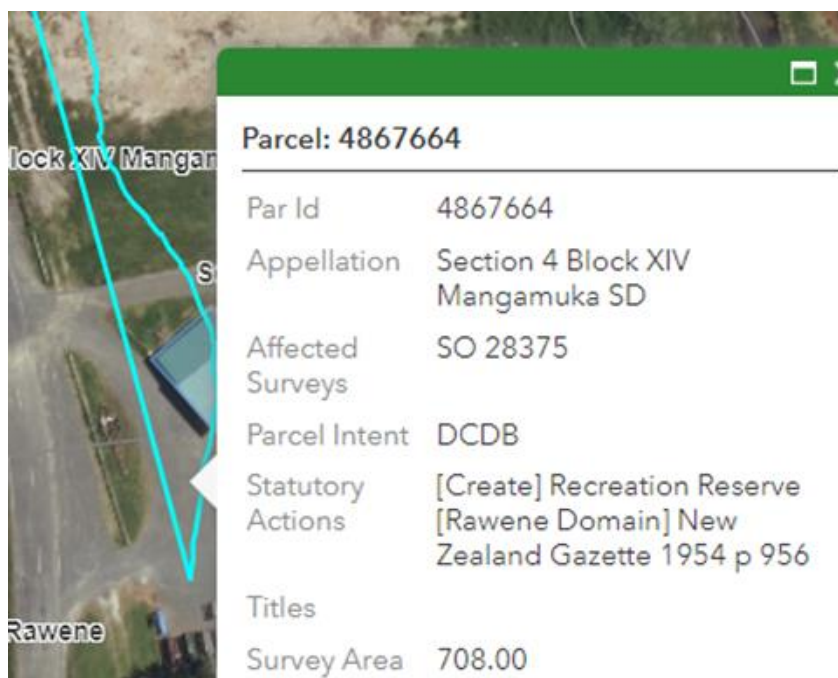 lock XIV Mangam
S
Rawene
Parcel: 4867664
Par Id 4867664
Appellation Section 4 Block XIV
Mangamuka SD
Affected SO 28375
Surveys
Parcel Intent DCDB
Statutory [Create] Recreation Reserve
Actions [Rawene Domain] New
Zealand Gazette 1954 p 956
Titles
Survey Area 708.00